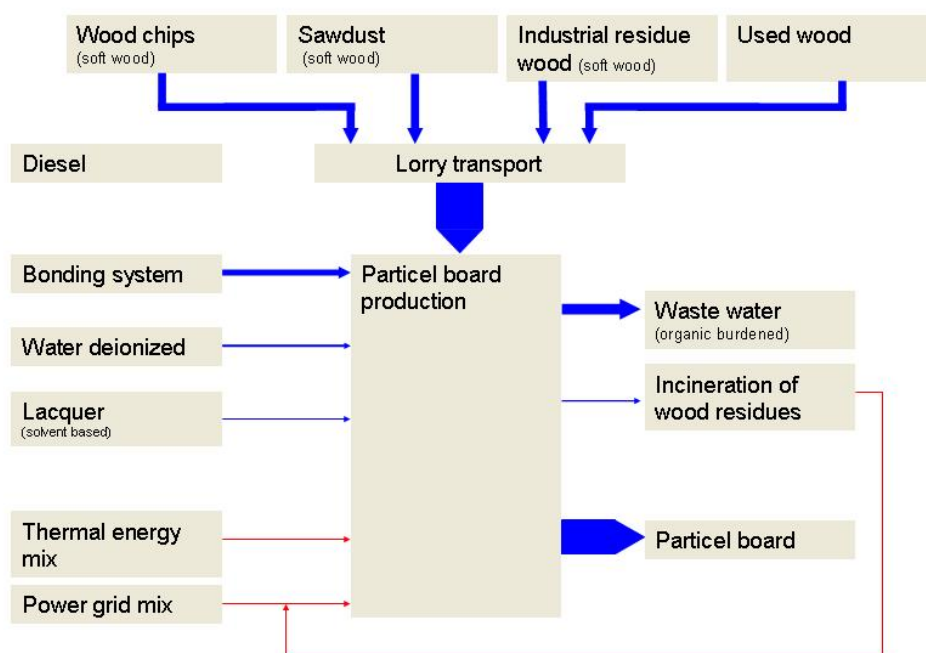 Wood chips
(soft wood)
Sawdust
(soft wood)
Industrial residue
wood (soft wood)
Used wood
Diesel
Lorry transport
Bonding system
Particel board
production
Waste water
(organic burdened)
Water deionized
Incineration of
wood residues
Lacquer
(solvent based)
Thermal energy
mix
Particel board
Power grid mix